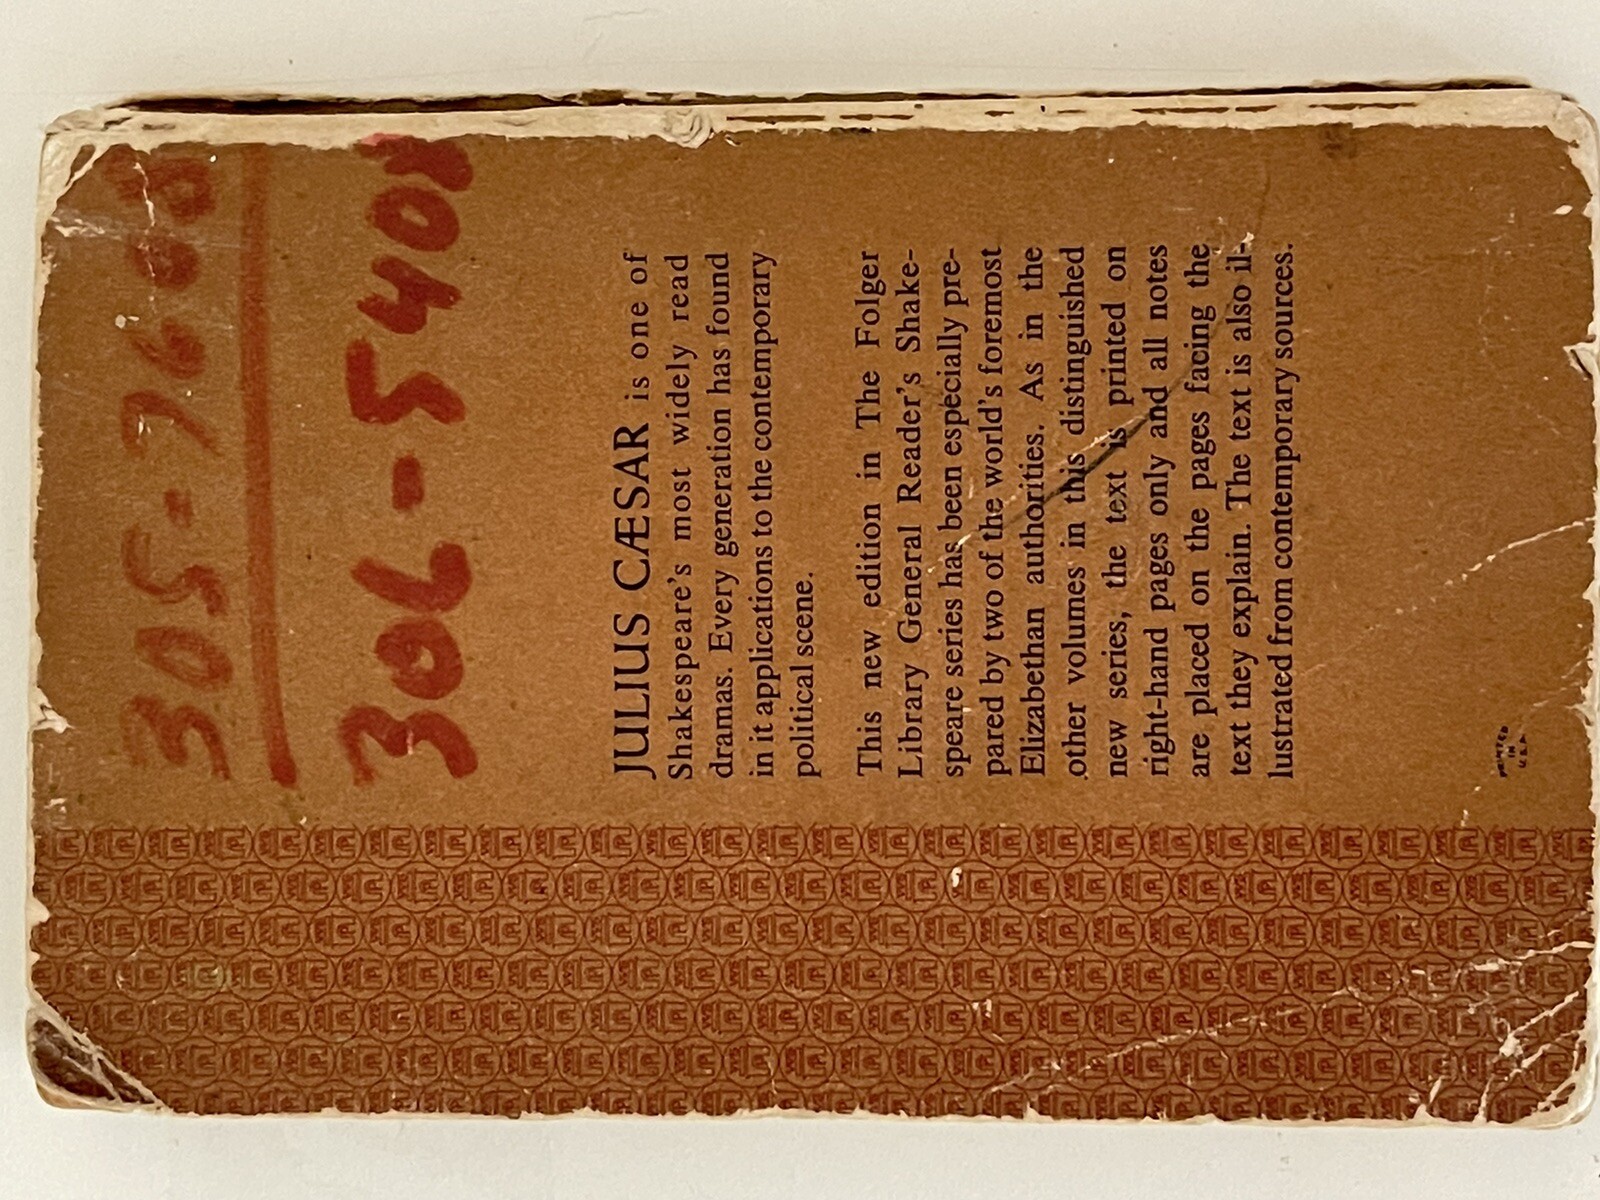 305-7608
306-5408
JULIUS CÆSAR is one of
Shakespeare's most widely read
dramas. Every generation has found
in it applications to the contemporary
political scene.
This new edition in The Folger
Library General Reader's Shake-
speare series has been especially pre-
pared by two of the world's foremost
Elizabethan authorities. As in the
other volumes in this distinguished
new series, the text is printed on
right-hand pages only and all notes
are placed on the pages facing the
text they explain. The text is also il-
lustrated from contemporary sources.
PRINTED
IN
U.S.A.